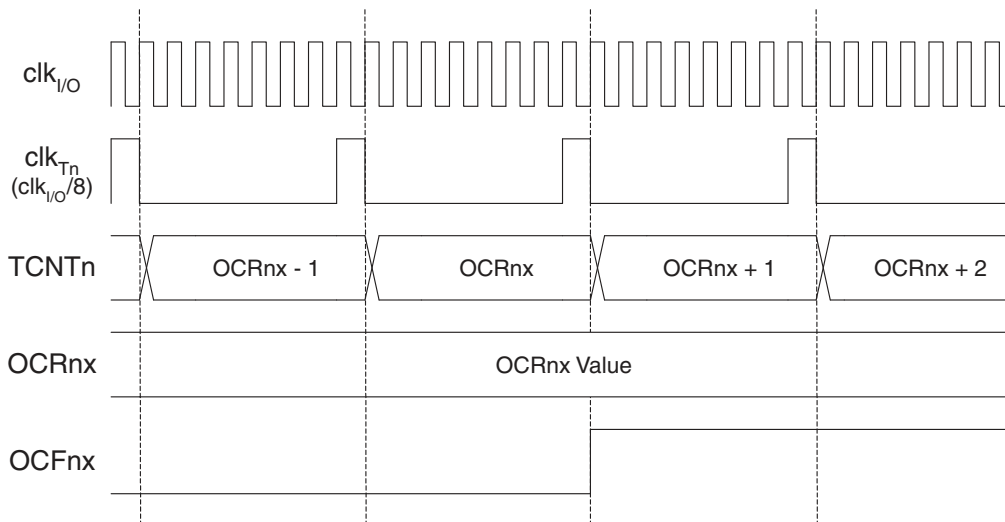 clkI/O
clkTn
(clkI/O/8)
TCNTn
OCRnx - 1
OCRnx
OCRnx + 1
OCRnx + 2
OCRnx
OCRnx Value
OCFnx